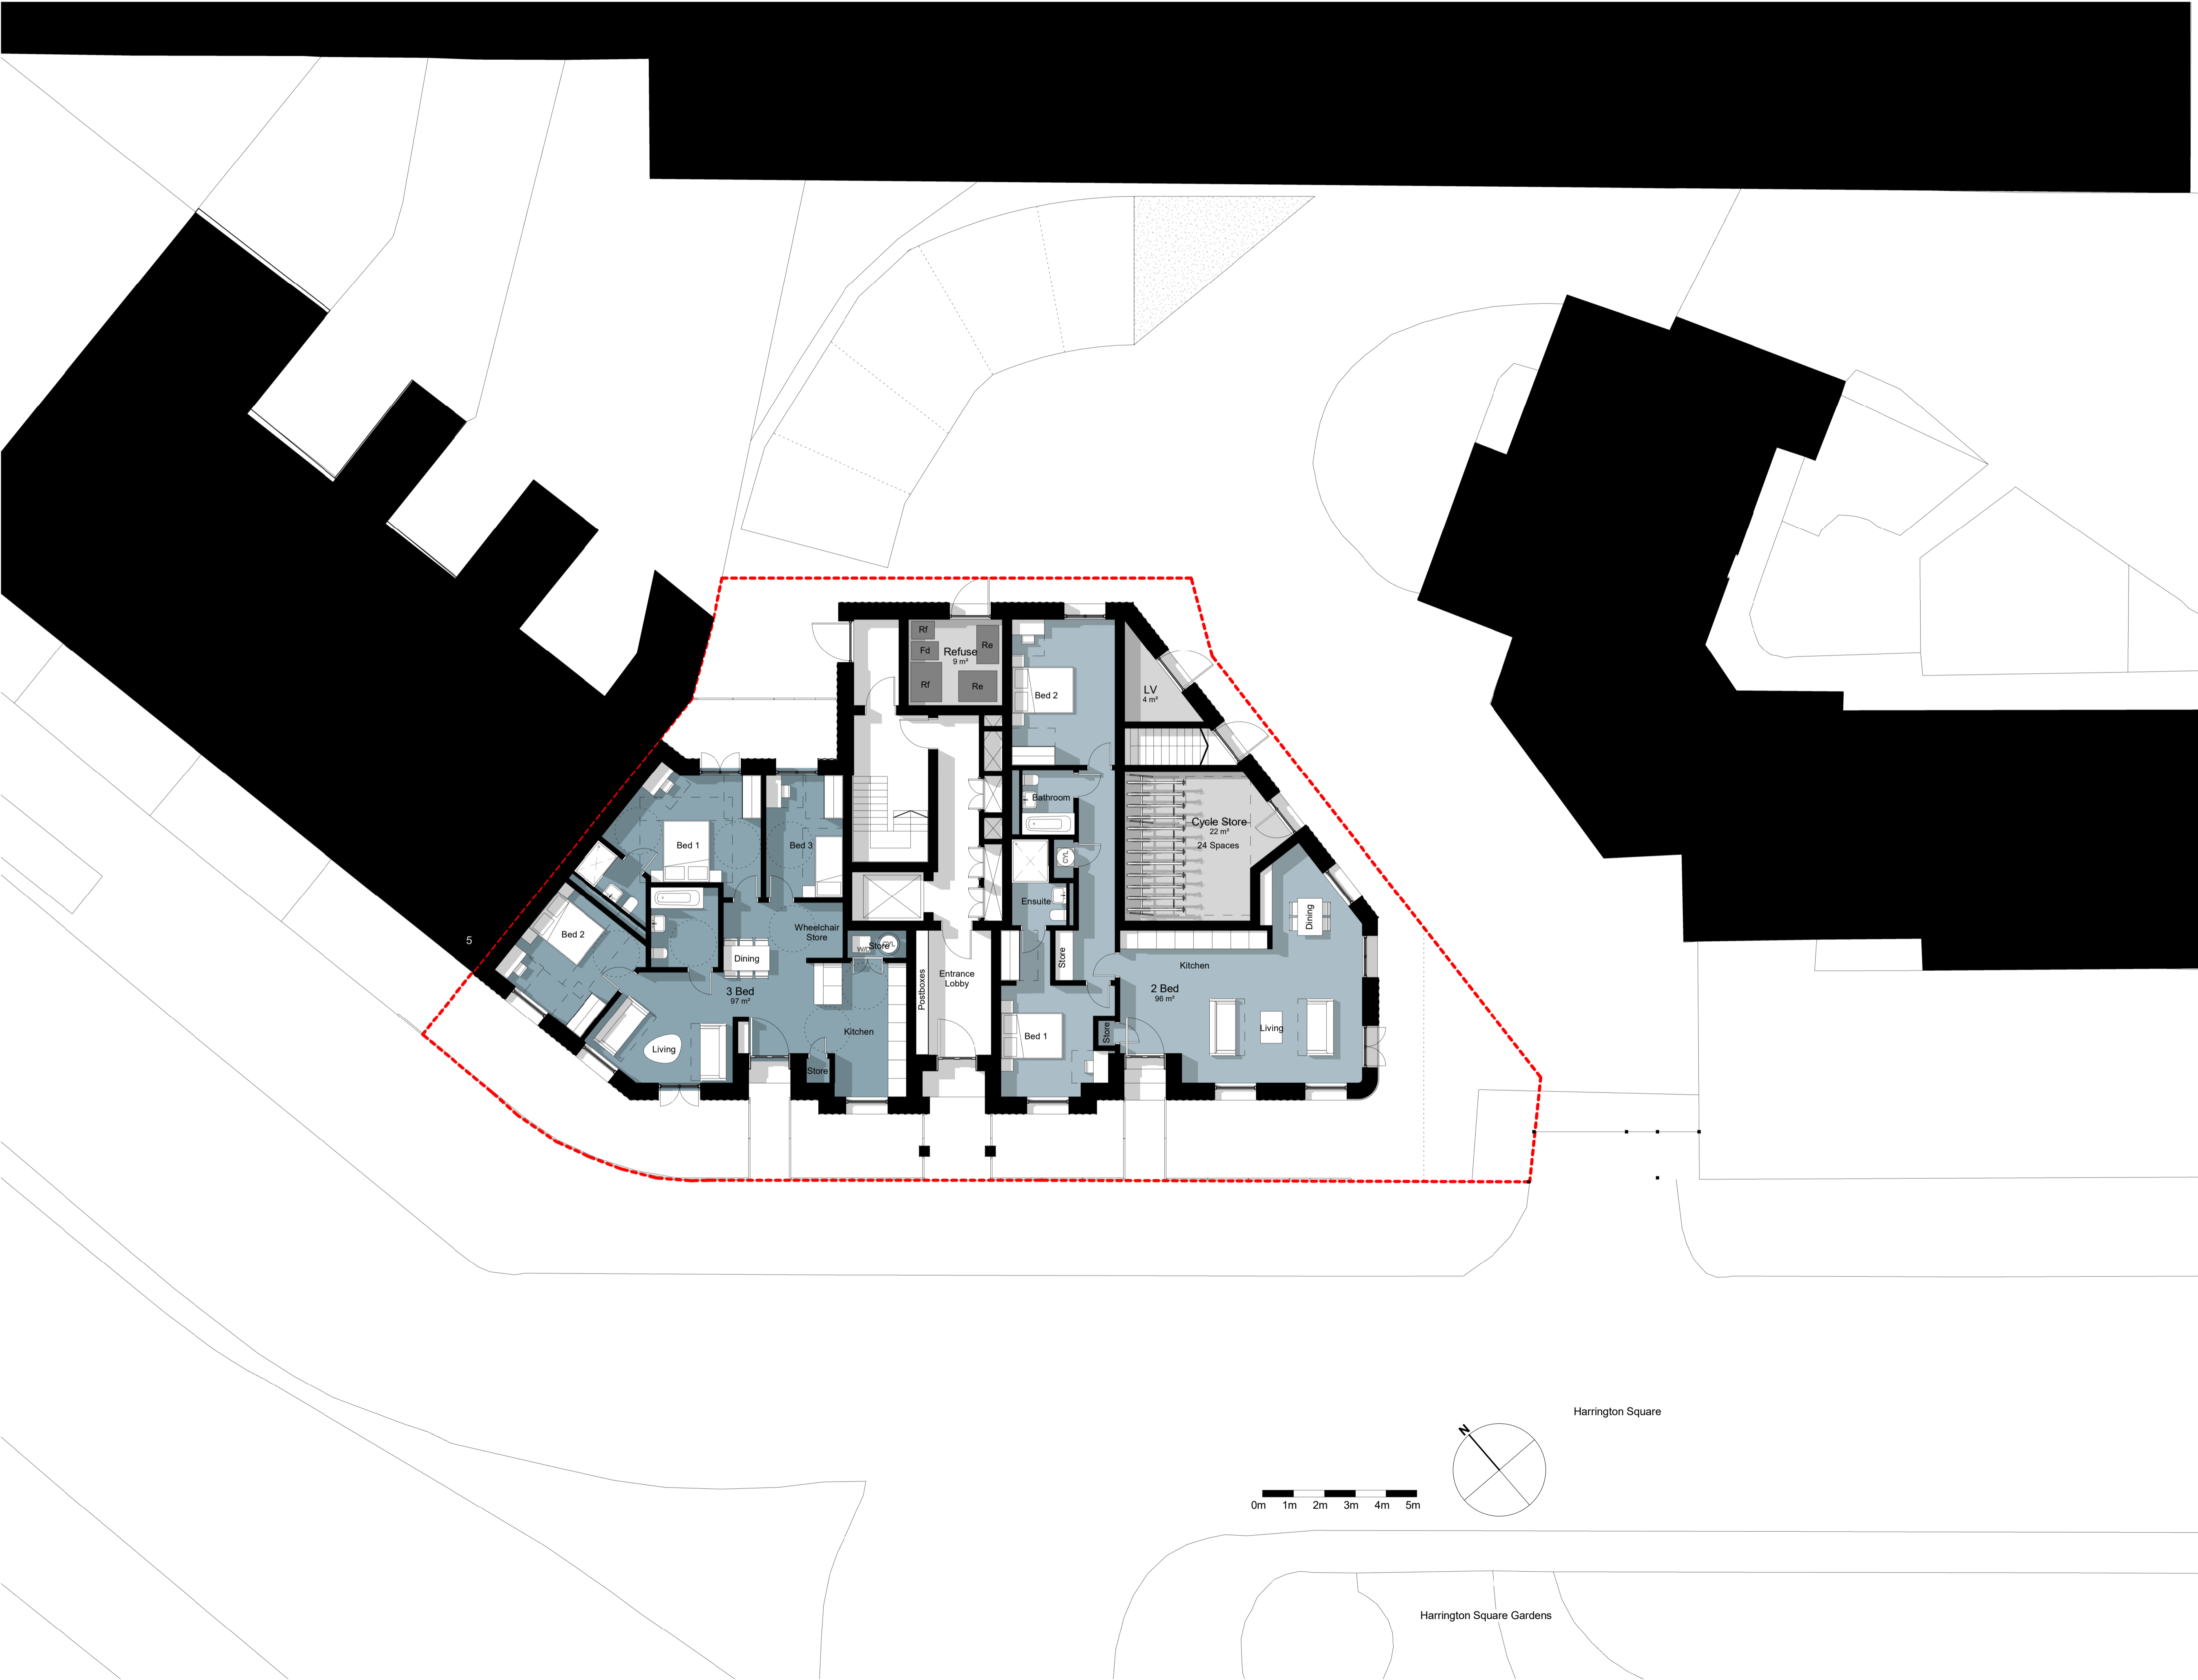 Rf
Fd
Re
Refuse
9 m²
Rf
Re
Bed 2
LV
4 m²
Bathroom
Cycle Store
22 m²
24 Spaces
Bed 1
Bed 3
CYL
Ensuite
Dining
Wheelchair
Store
Bed 2
5
Store
CYL
Dining
Postboxes
Entrance
Lobby
Store
Kitchen
3 Bed
97 m²
2 Bed
96 m²
Kitchen
Living
Bed 1
Store
Living
Store
Harrington Square
N
0m 1m 2m 3m 4m 5m
Harrington Square Gardens